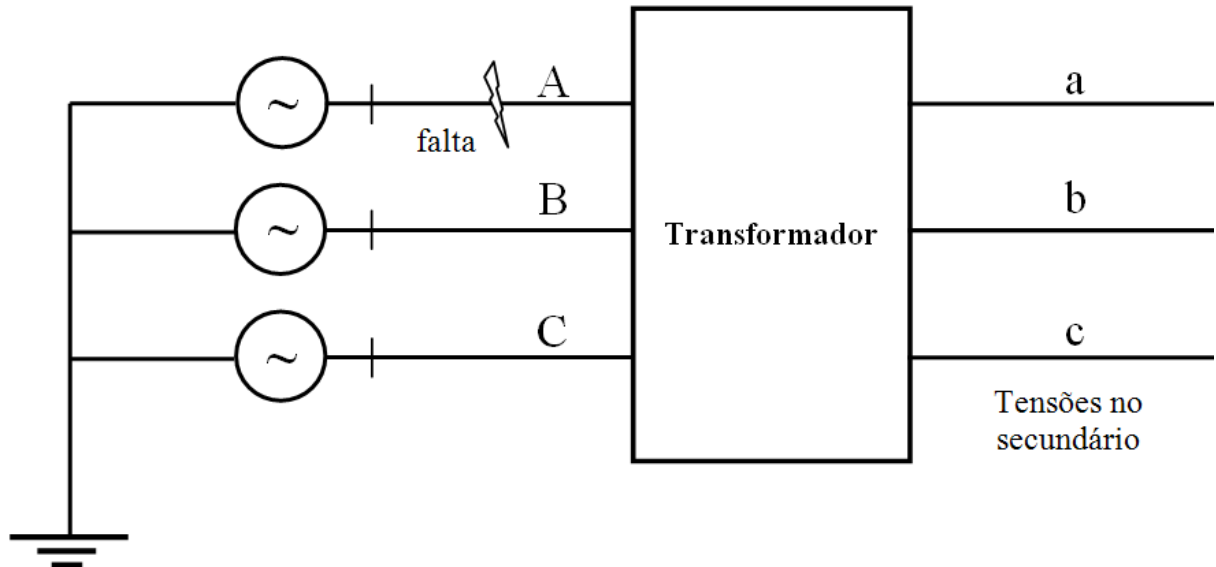 ~
A
a
falta
~
B
b
Transformador
~
C
c
Tensões no
secundário